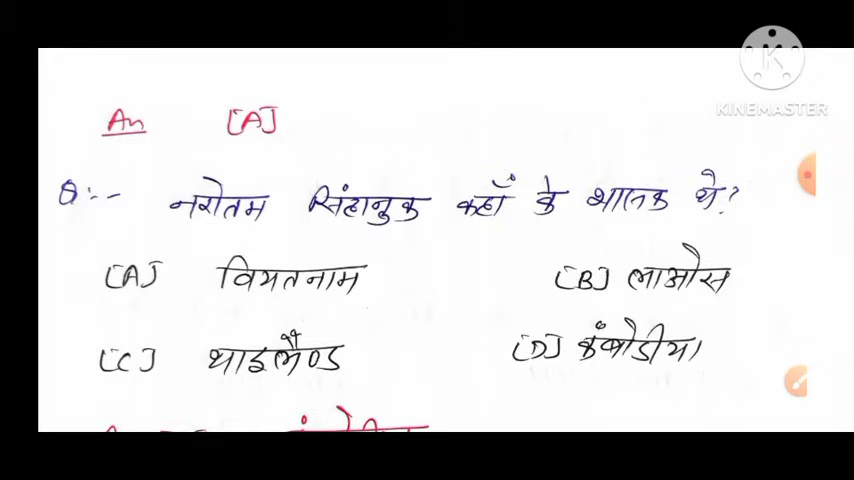 KINEMASTER
An [A]
Q:- नरोतम सिंहानुक कहाँ के शासक थे?
[A] वियतनाम [B] लाओस
[C] थाइलैण्ड [D] कंबोडीया